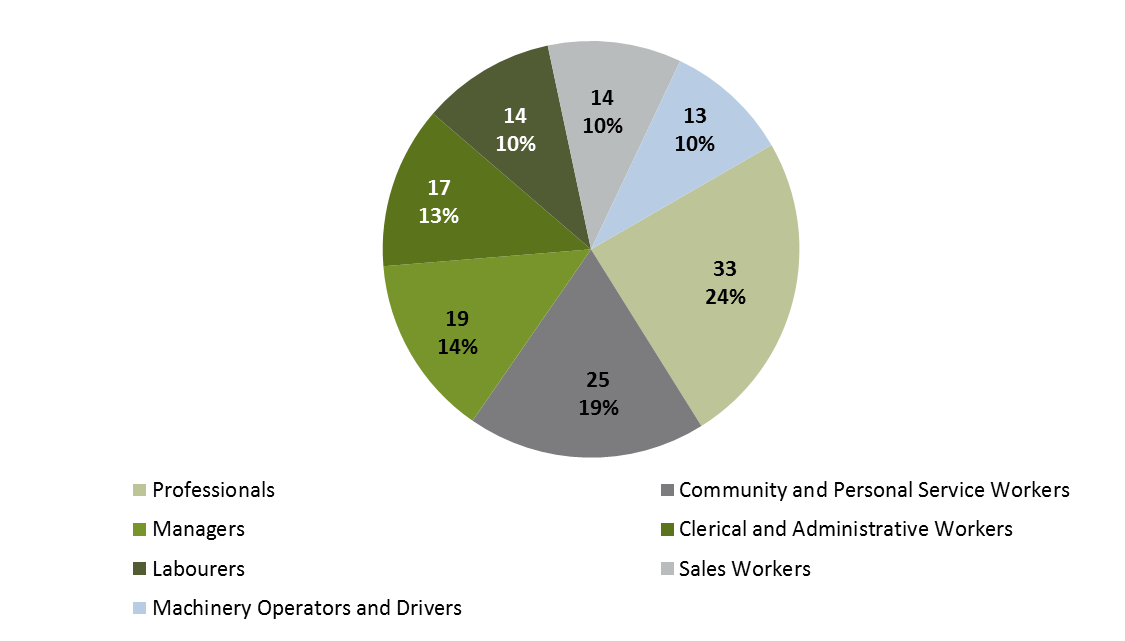 14
10%
13
10%
14
10%
17
13%
33
24%
19
14%
25
19%
Professionals
Community and Personal Service Workers
Managers
Clerical and Administrative Workers
Labourers
Sales Workers
Machinery Operators and Drivers